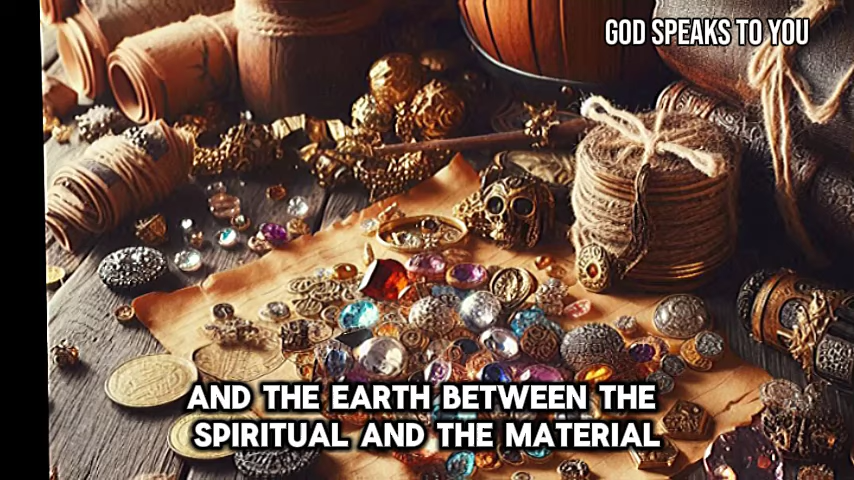 GOD SPEAKS TO YOU
AND THE EARTH BETWEEN THE
SPIRITUAL AND THE MATERIAL